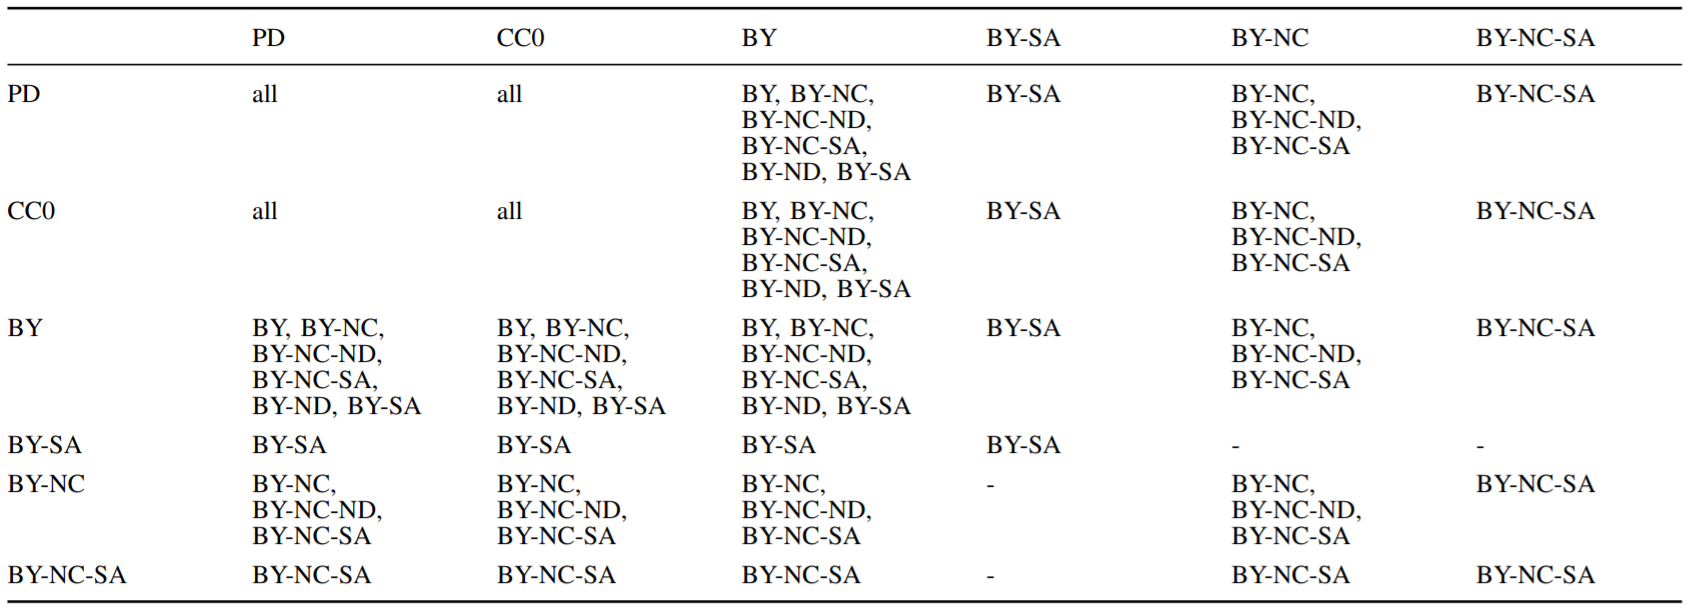 PD CC0 BY BY-SA BY-NC BY-NC-SA
PD all all BY, BY-NC, BY-SA BY-NC, BY-NC-SA
BY-NC-ND, BY-NC-ND,
BY-NC-SA, BY-NC-SA
BY-ND, BY-SA
CC0 all all BY, BY-NC, BY-SA BY-NC, BY-NC-SA
BY-NC-ND, BY-NC-ND,
BY-NC-SA, BY-NC-SA
BY-ND, BY-SA
BY BY, BY-NC, BY, BY-NC, BY, BY-NC, BY-SA BY-NC, BY-NC-SA
BY-NC-ND, BY-NC-ND, BY-NC-ND, BY-NC-ND,
BY-NC-SA, BY-NC-SA, BY-NC-SA, BY-NC-SA
BY-ND, BY-SA BY-ND, BY-SA BY-ND, BY-SA
BY-SA BY-SA BY-SA BY-SA BY-SA - -
BY-NC BY-NC, BY-NC, BY-NC, - BY-NC, BY-NC-SA
BY-NC-ND, BY-NC-ND, BY-NC-ND, BY-NC-ND,
BY-NC-SA BY-NC-SA BY-NC-SA BY-NC-SA
BY-NC-SA BY-NC-SA BY-NC-SA BY-NC-SA - BY-NC-SA BY-NC-SA